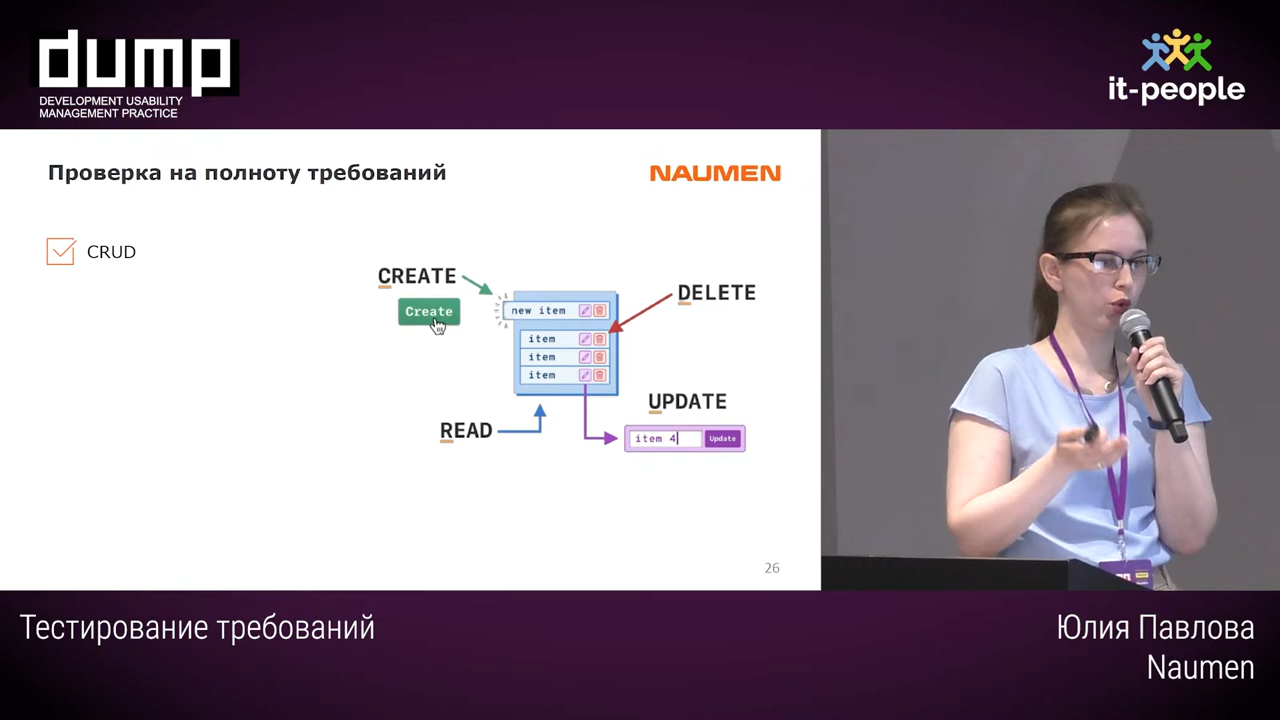 dump
DEVELOPMENT USABILITY
MANAGEMENT PRACTICE
it-people
Проверка на полноту требований
NAUMEN
CRUD
CREATE
Create
new item
DELETE
item
item
item
UPDATE
READ
item 4
Update
26
Тестирование требований
Юлия Павлова
Naumen